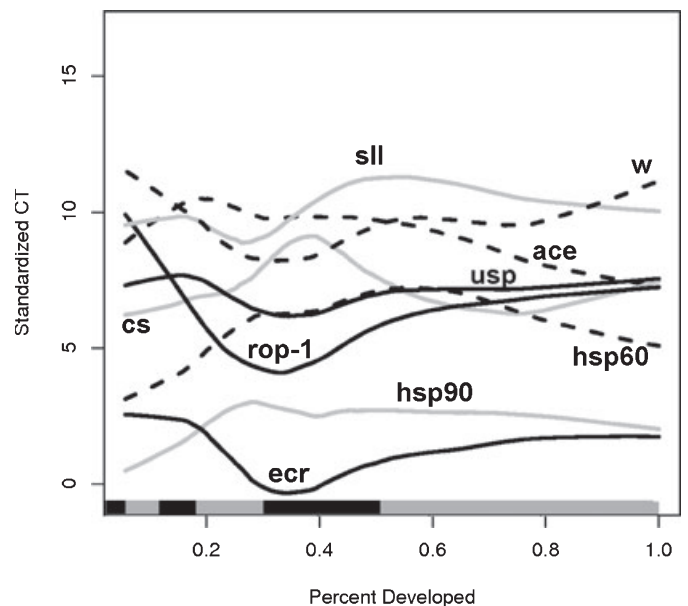 15
sll
w
10
ace
usp
Standardized CT
cs
rop-1
hsp60
5
hsp90
ecr
0
0.2 0.4 0.6 0.8 1.0
Percent Developed